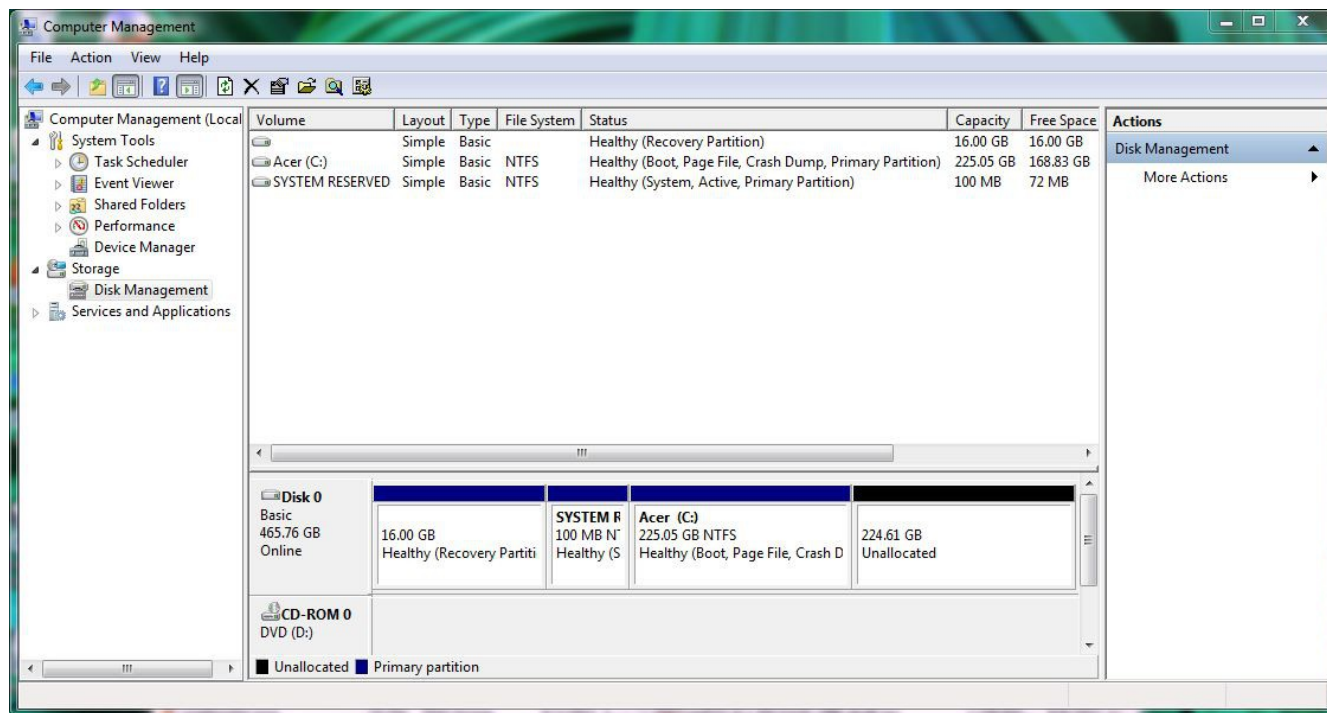 Computer Management
File Action View Help
Computer Management (Local
System Tools
Task Scheduler
Event Viewer
Shared Folders
Performance
Device Manager
Storage
Disk Management
Services and Applications
Volume Layout Type File System Status Capacity Free Space
Simple Basic Healthy (Recovery Partition) 16.00 GB 16.00 GB
Acer (C:) Simple Basic NTFS Healthy (Boot, Page File, Crash Dump, Primary Partition) 225.05 GB 168.83 GB
SYSTEM RESERVED Simple Basic NTFS Healthy (System, Active, Primary Partition) 100 MB 72 MB
Disk 0
Basic
465.76 GB
Online
16.00 GB
Healthy (Recovery Partiti
SYSTEM R
100 MB N
Healthy (S
Acer (C:)
225.05 GB NTFS
Healthy (Boot, Page File, Crash D
224.61 GB
Unallocated
CD-ROM 0
DVD (D:)
Unallocated Primary partition
Actions
Disk Management
More Actions